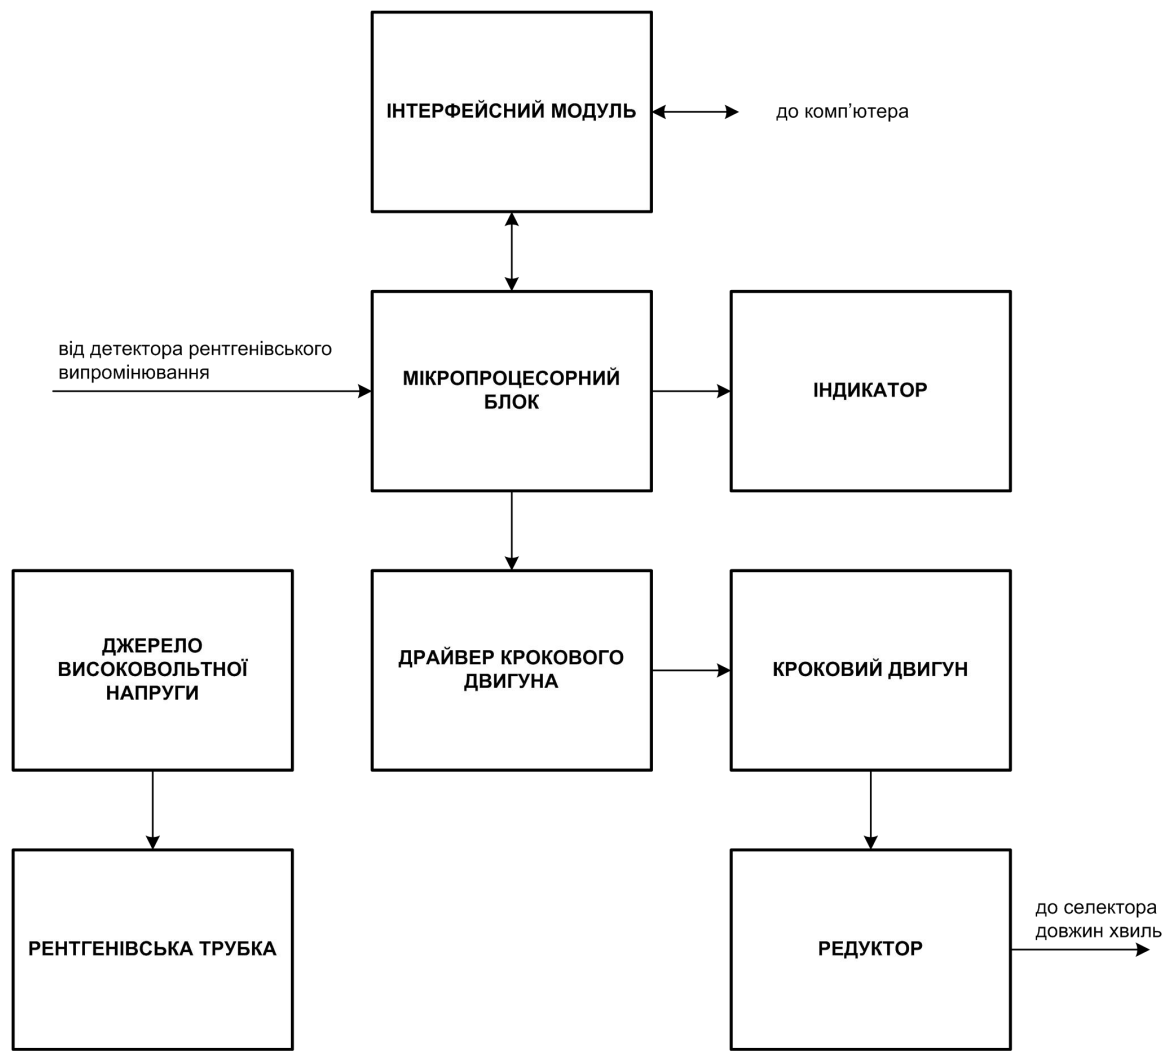 ІНТЕРФЕЙСНИЙ МОДУЛЬ
до комп'ютера
від детектора рентгенівського
випромінювання
МІКРОПРОЦЕСОРНИЙ
БЛОК
ІНДИКАТОР
ДЖЕРЕЛО
ВИСОКОВОЛЬТНОЇ
НАПРУГИ
ДРАЙВЕР КРОКОВОГО
ДВИГУНА
КРОКОВИЙ ДВИГУН
РЕНТГЕНІВСЬКА ТРУБКА
РЕДУКТОР
до селектора
довжин хвиль